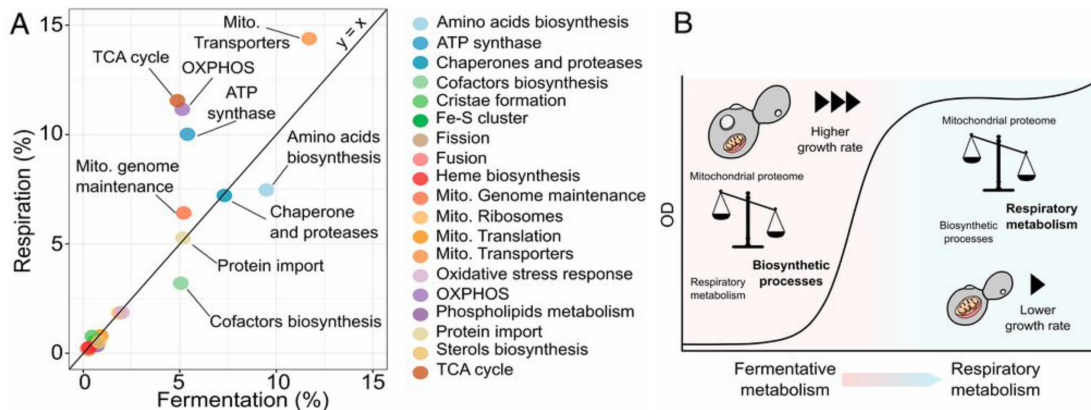 A
15
10
5
0
Respiration (%)
0
5
10
15
Fermentation (%)
y = x
Mito.
Transporters
TCA cycle
OXPHOS
ATP
synthase
Amino acids
biosynthesis
Mito. genome
maintenance
Chaperone
and proteases
Protein import
Cofactors biosynthesis
Amino acids biosynthesis
ATP synthase
Chaperones and proteases
Cofactors biosynthesis
Cristae formation
Fe-S cluster
Fission
Fusion
Heme biosynthesis
Mito. Genome maintenance
Mito. Ribosomes
Mito. Translation
Mito. Transporters
Oxidative stress response
OXPHOS
Phospholipids metabolism
Protein import
Sterols biosynthesis
TCA cycle
B
OD
Higher
growth rate
Mitochondrial proteome
Respiratory
metabolism
Biosynthetic
processes
Mitochondrial proteome
Biosynthetic
processes
Respiratory
metabolism
Lower
growth rate
Fermentative
metabolism
Respiratory
metabolism